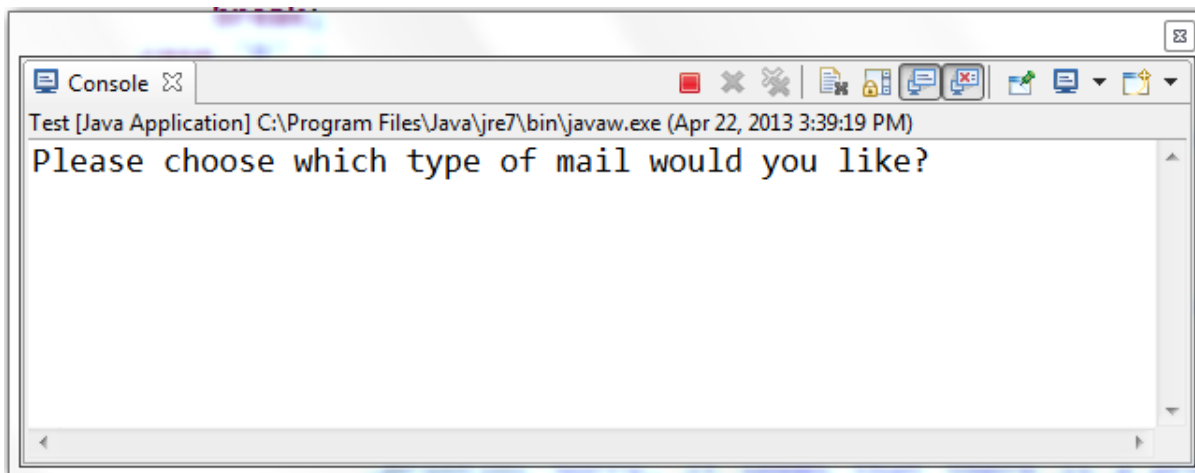 break;
Console
Test [Java Application] C:\Program Files\Java\jre7\bin\javaw.exe (Apr 22, 2013 3:39:19 PM)
Please choose which type of mail would you like?